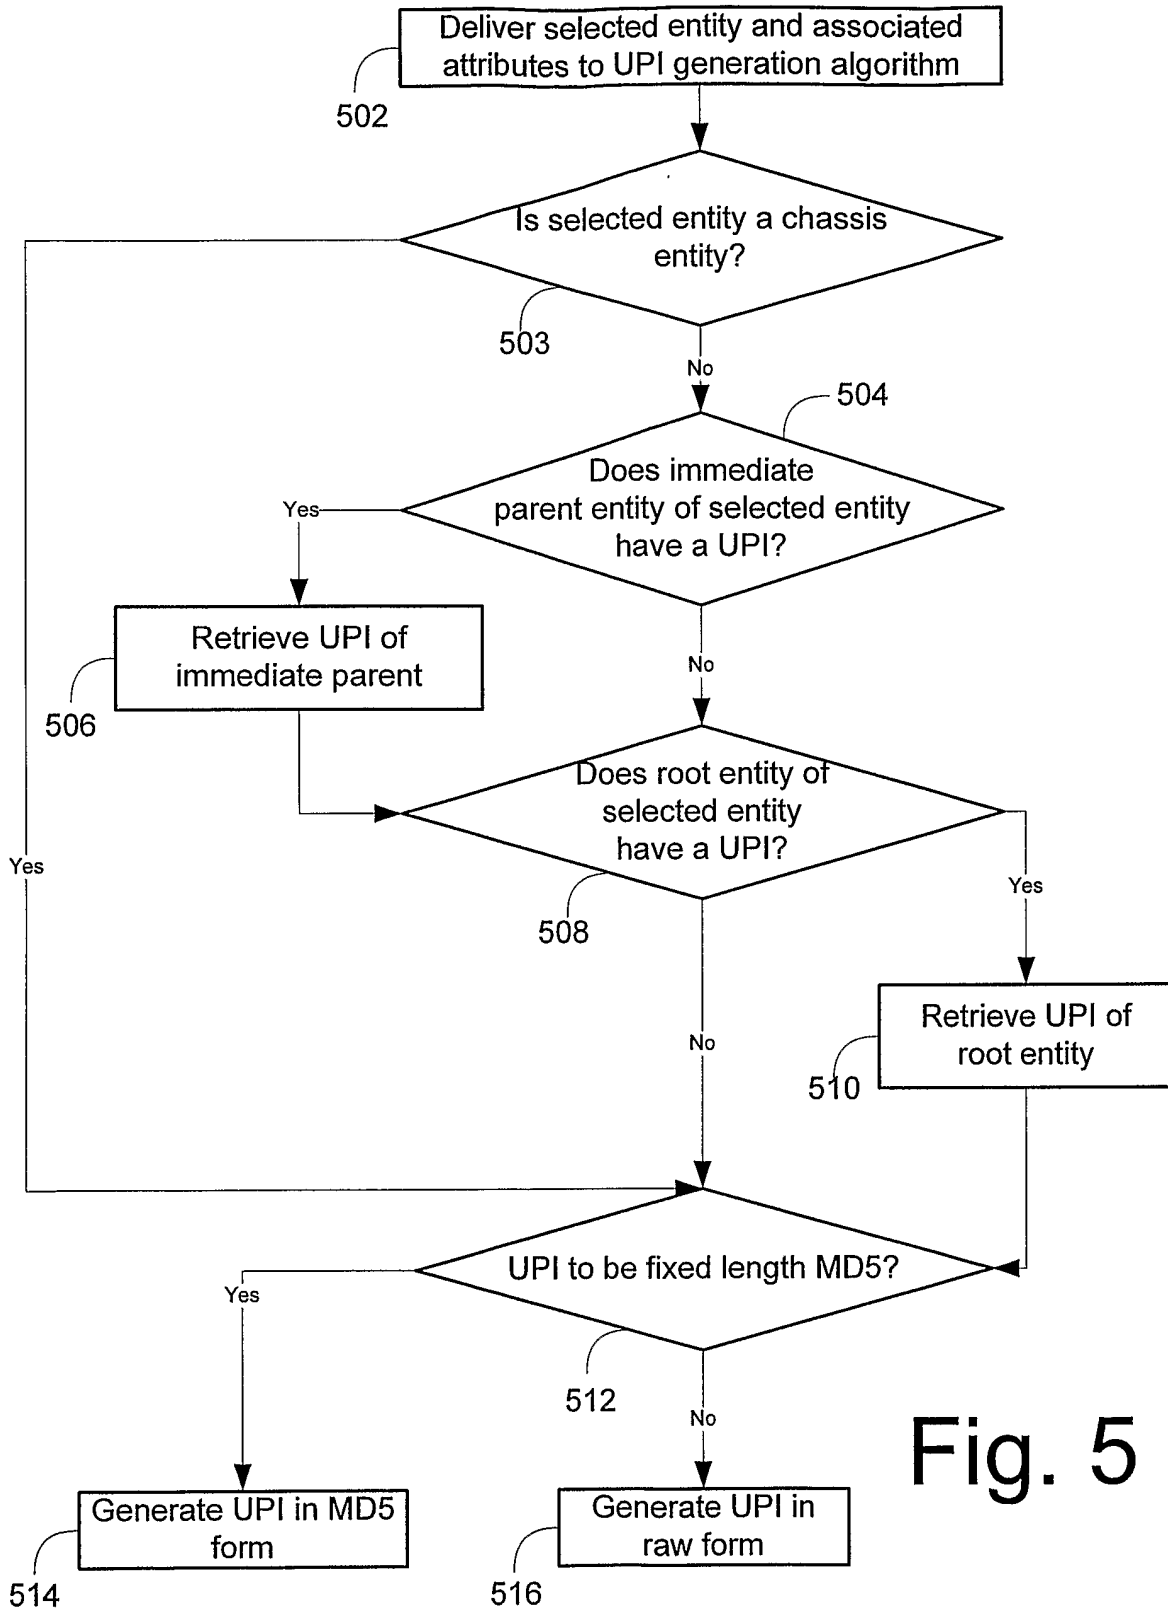 Deliver selected entity and associated
attributes to UPI generation algorithm
502
Is selected entity a chassis
entity?
503
No
504
Does immediate
parent entity of selected entity
have a UPI?
Yes
Retrieve UPI of
immediate parent
506
No
Does root entity of
selected entity
have a UPI?
508
Yes
Yes
Retrieve UPI of
root entity
510
No
UPI to be fixed length MD5?
512
Yes
No
Fig. 5
Generate UPI in MD5
form
514
Generate UPI in
raw form
516